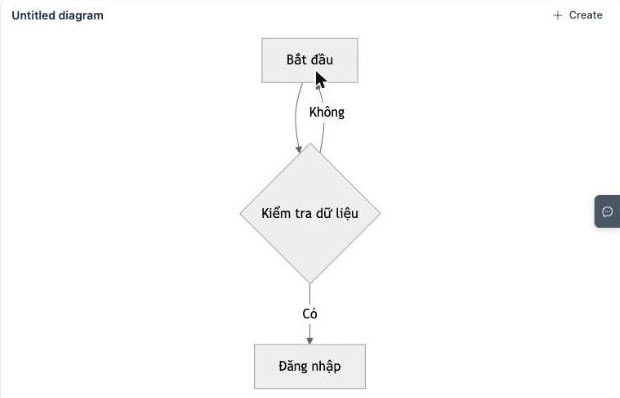 Untitled diagram
Create
Bắt đầu
Không
Kiểm tra dữ liệu
Có
Đăng nhập